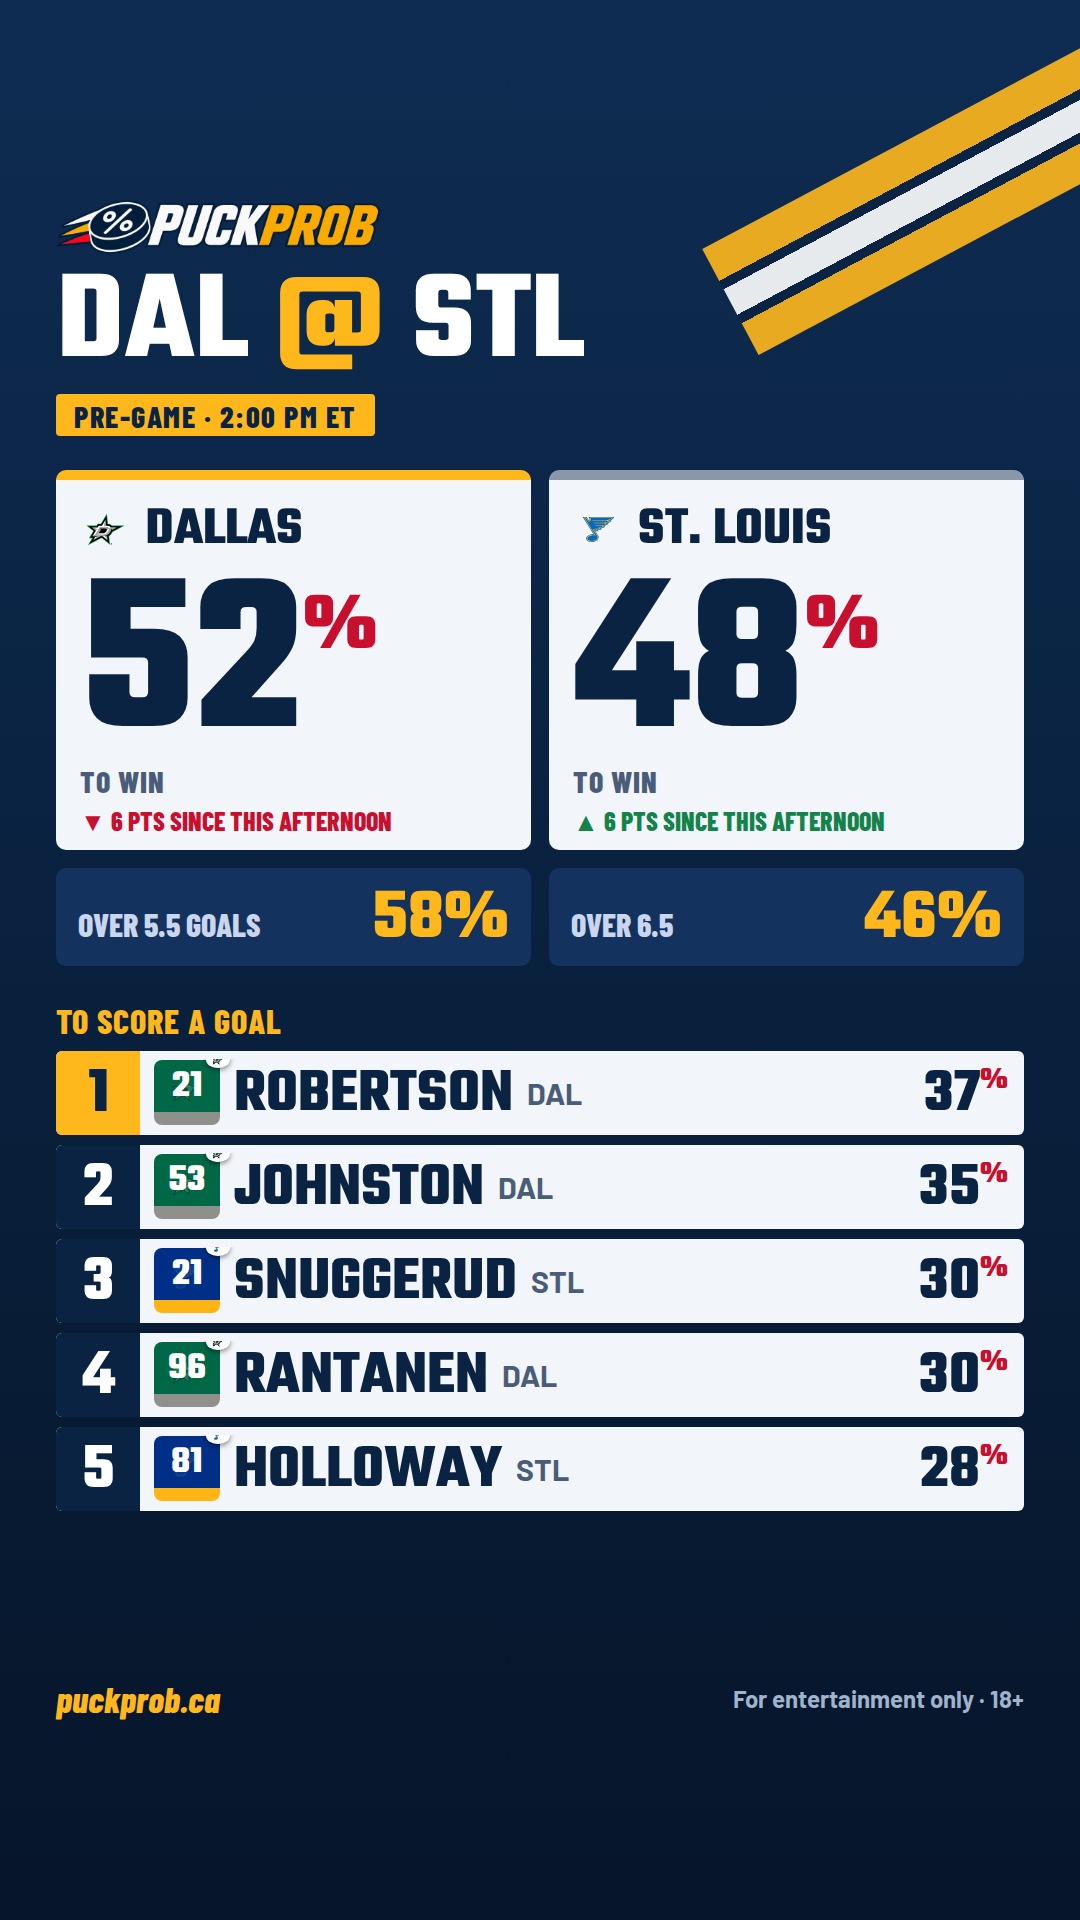 % PUCKPROB
DAL @ STL
PRE-GAME · 2:00 PM ET
DALLAS
52%
TO WIN
▼ 6 PTS SINCE THIS AFTERNOON
ST. LOUIS
48%
TO WIN
▲ 6 PTS SINCE THIS AFTERNOON
OVER 5.5 GOALS 58%
OVER 6.5 46%
TO SCORE A GOAL
1 21 ROBERTSON DAL 37%
2 53 JOHNSTON DAL 35%
3 21 SNUGGERUD STL 30%
4 96 RANTANEN DAL 30%
5 81 HOLLOWAY STL 28%
puckprob.ca
For entertainment only · 18+